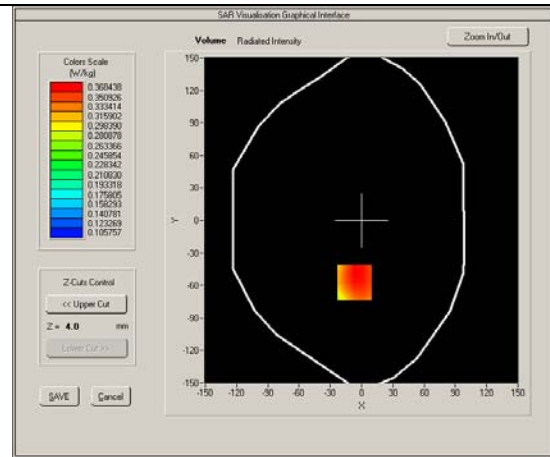 SAR Visualisation Graphical Interface
Volume Radiated Intensity
Zoom In/Out
Colors Scale
(W/kg)
0.368438
0.350926
0.333414
0.315902
0.298390
0.280878
0.263366
0.245854
0.228342
0.210830
0.193318
0.175805
0.158293
0.140781
0.123269
0.105757
Z-Cuts Control
<< Upper Cut
Z = 4.0 mm
Lower Cut >>
SAVE Cancel
150-
120-
90-
60-
30-
Y 0-
-30-
-60-
-90-
-120-
-150-
-150 -120 -90 -60 -30 0 30 60 90 120 150
X